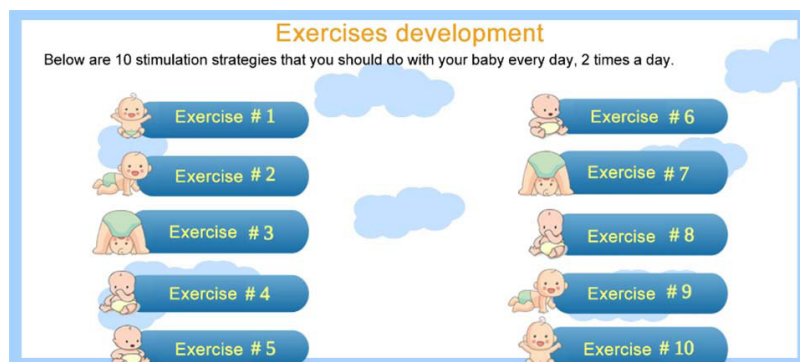 Exercises development
Below are 10 stimulation strategies that you should do with your baby every day, 2 times a day.
Exercise # 1
Exercise # 2
Exercise # 3
Exercise # 4
Exercise # 5
Exercise # 6
Exercise # 7
Exercise # 8
Exercise # 9
Exercise # 10